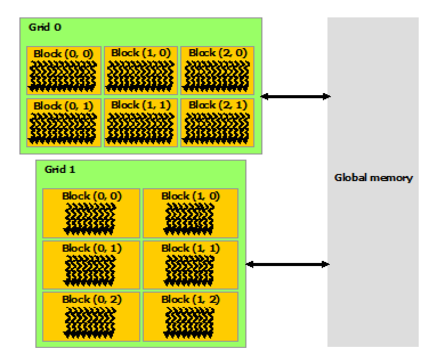 Grid 0
Block (0, 0) Block (1, 0) Block (2, 0)
Block (0, 1) Block (1, 1) Block (2, 1)
Global memory
Grid 1
Block (0, 0) Block (1, 0)
Block (0, 1) Block (1, 1)
Block (0, 2) Block (1, 2)